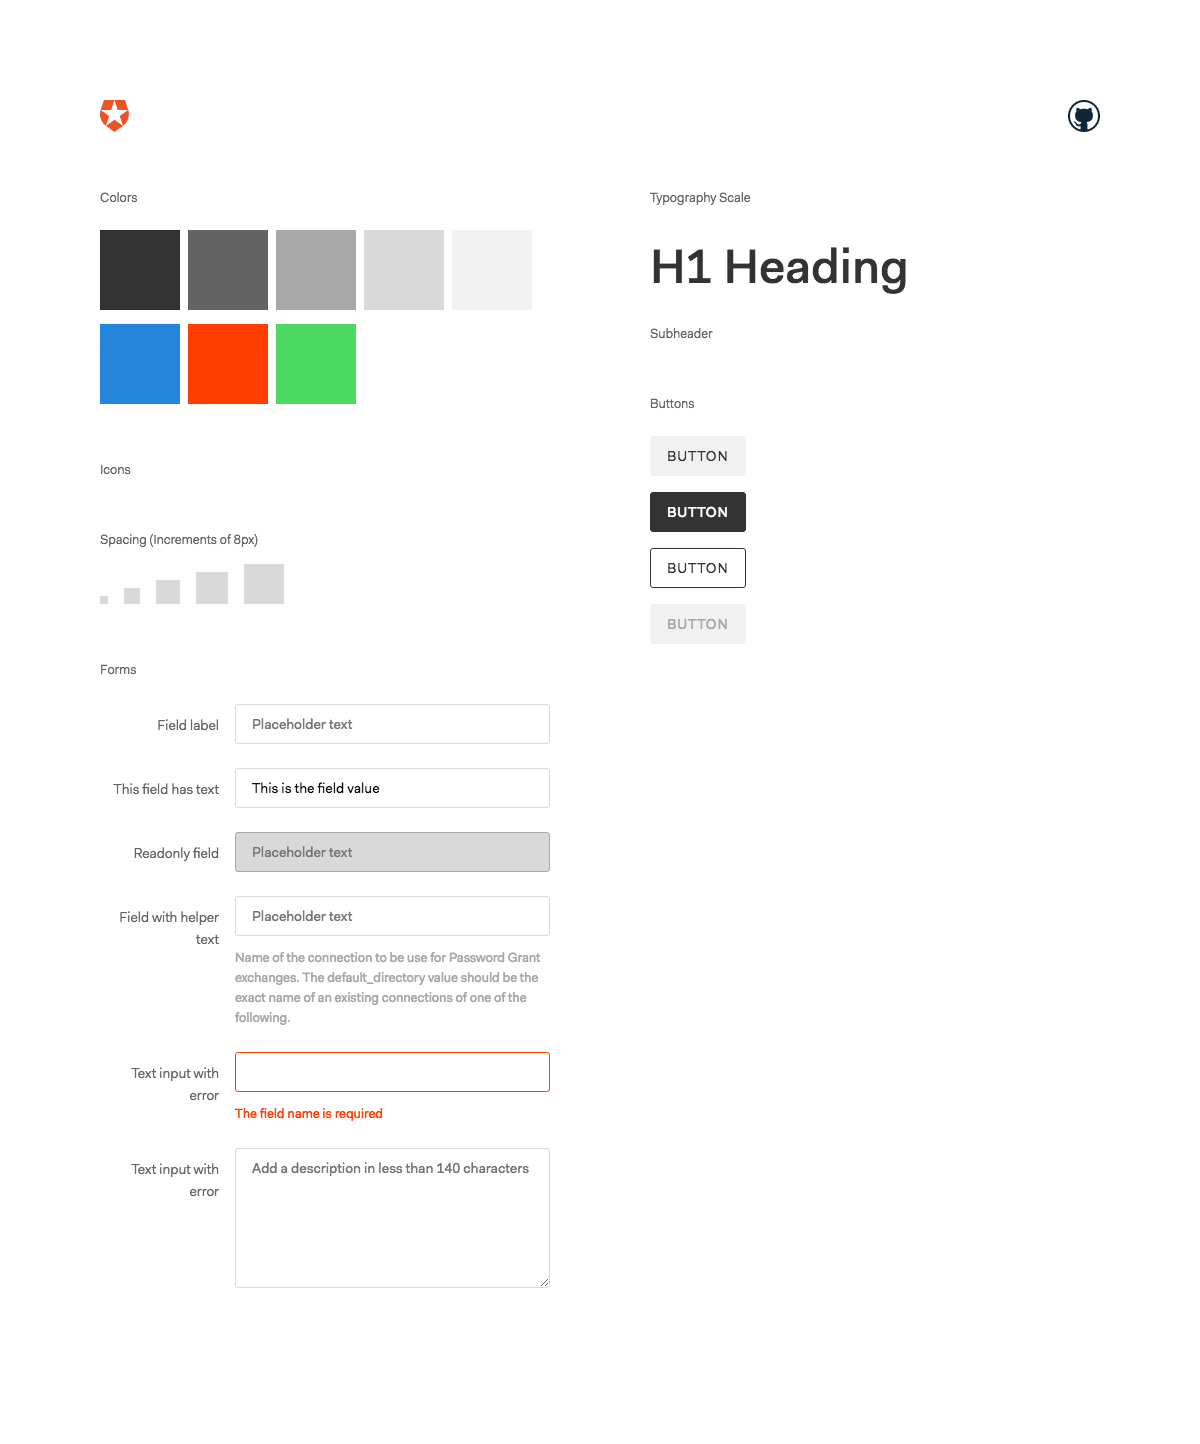 Colors
Icons
Spacing (Increments of 8px)
Forms
Field label
Placeholder text
This field has text
This is the field value
Readonly field
Placeholder text
Field with helper
text
Placeholder text
Name of the connection to be use for Password Grant
exchanges. The default_directory value should be the
exact name of an existing connections of one of the
following.
Text input with
error
The field name is required
Text input with
error
Add a description in less than 140 characters
Typography Scale
H1 Heading
Subheader
Buttons
BUTTON
BUTTON
BUTTON
BUTTON